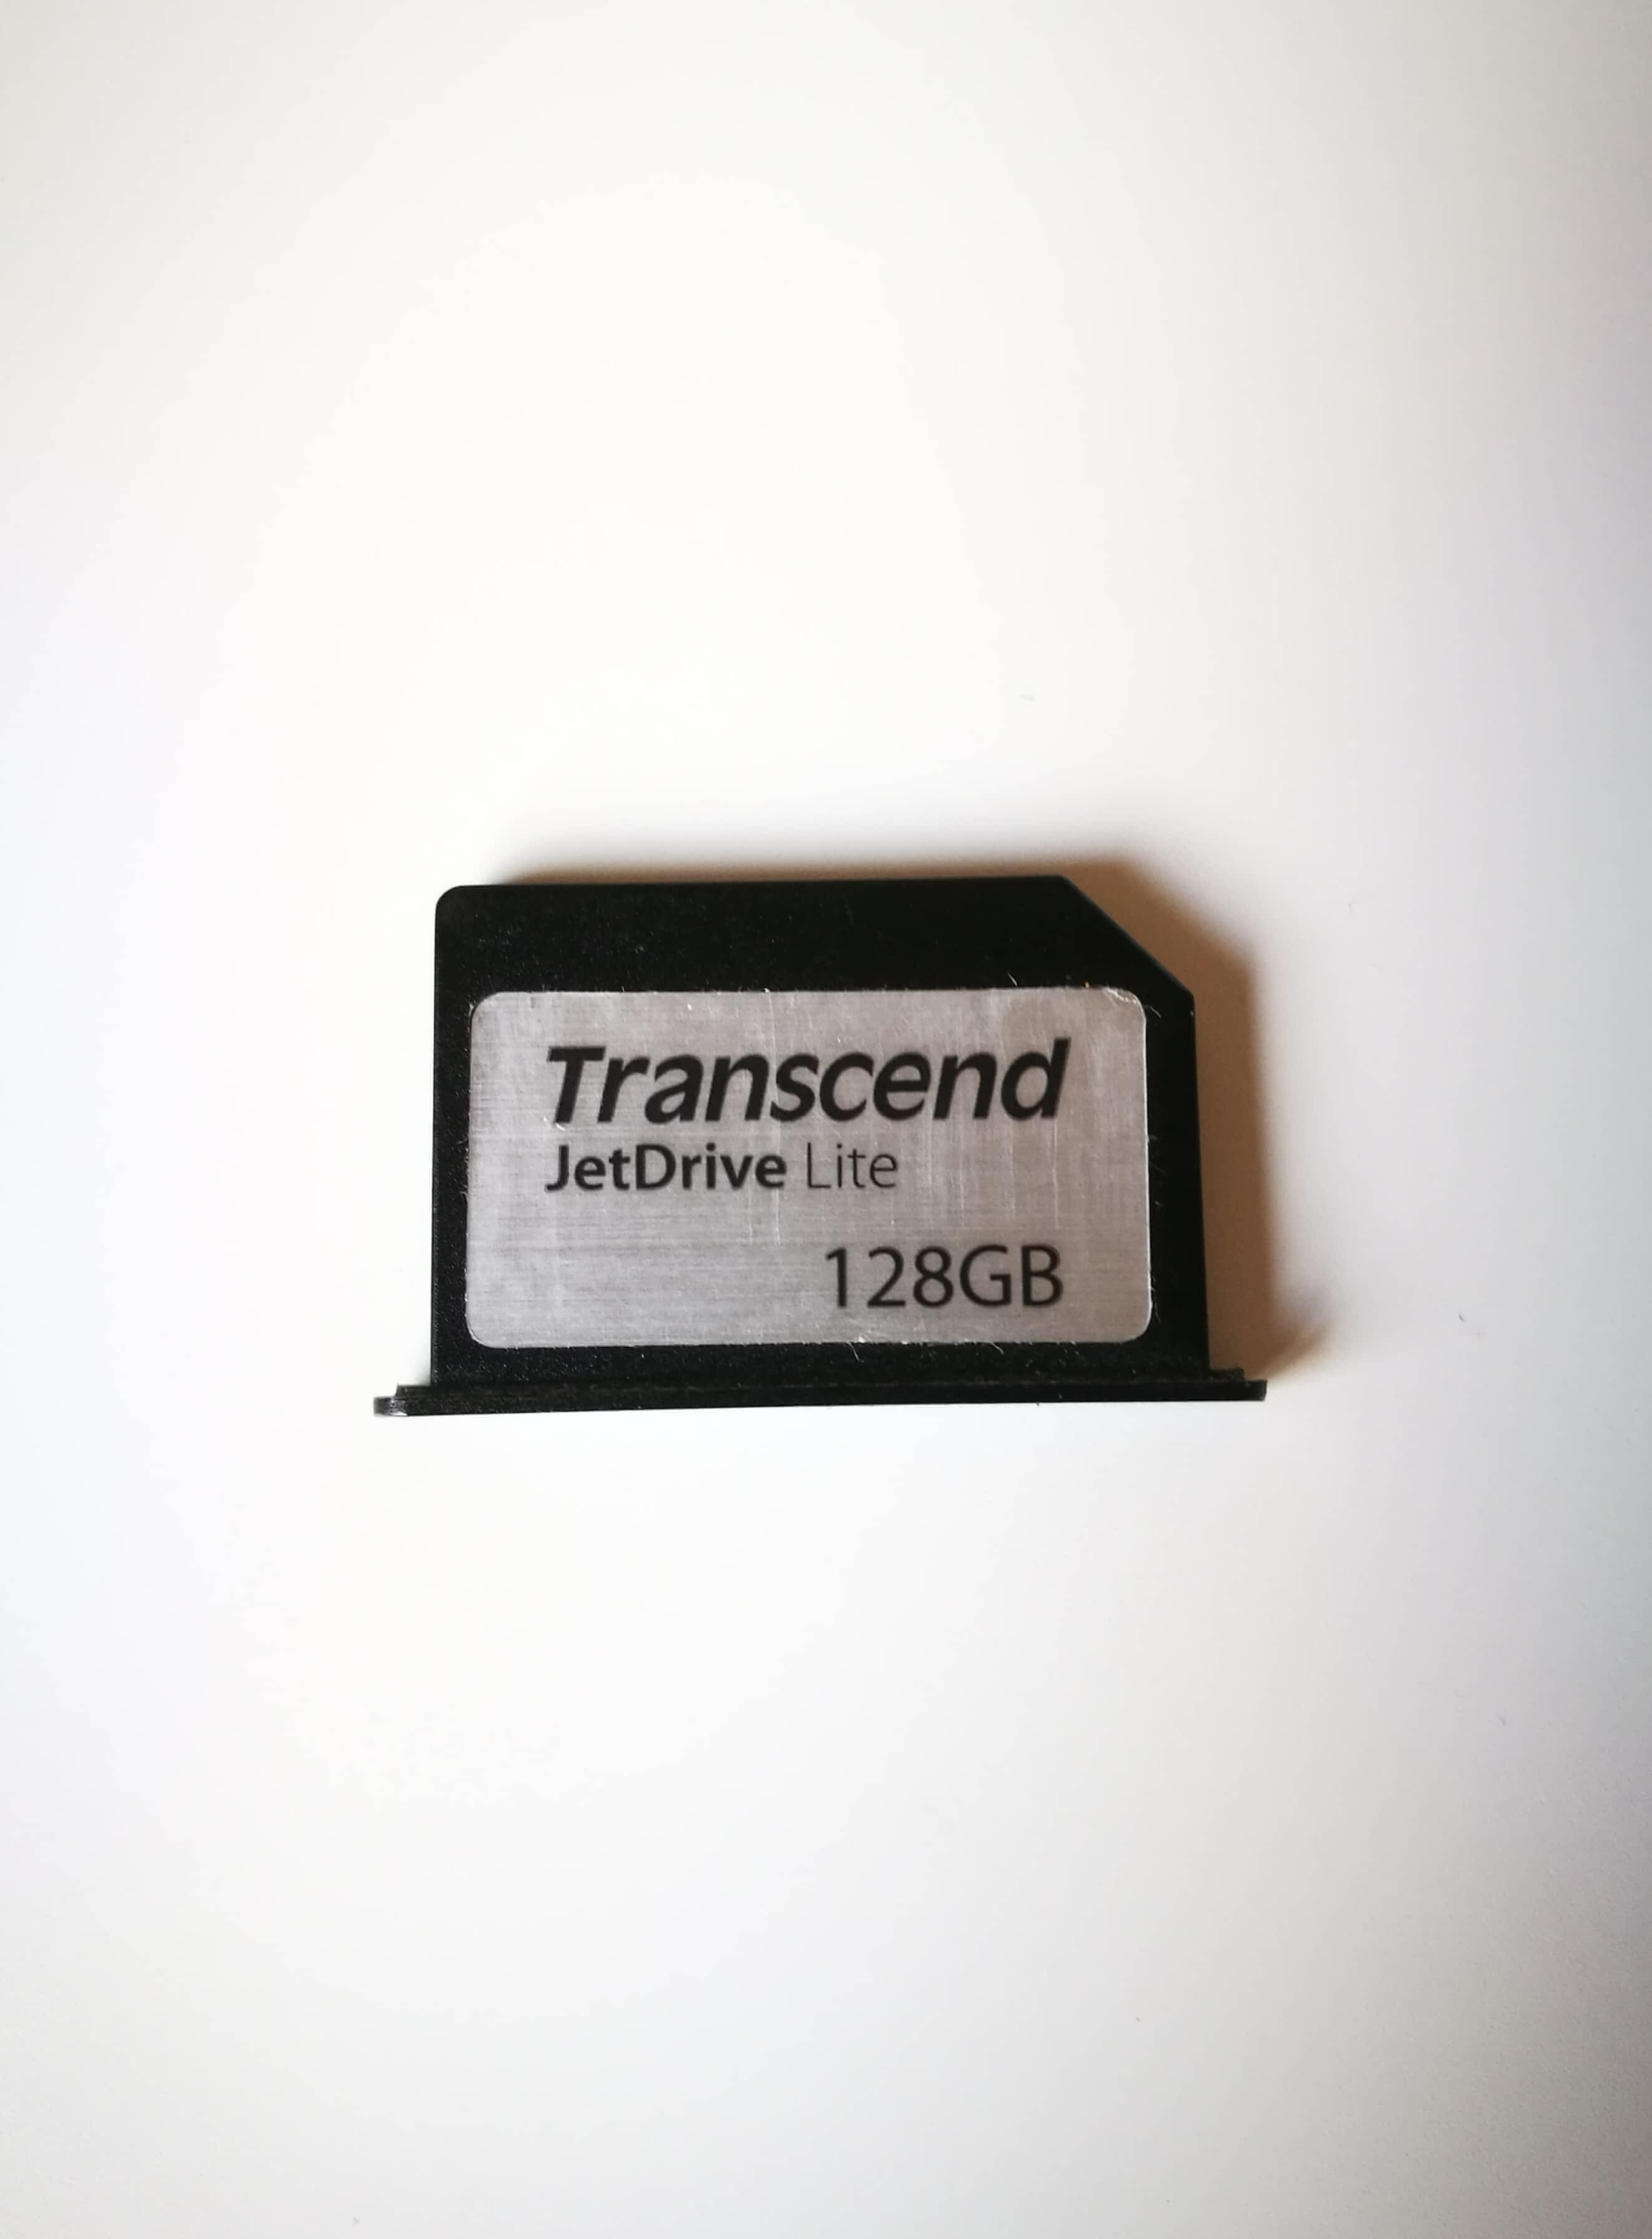 Transcend
JetDrive Lite
128GB